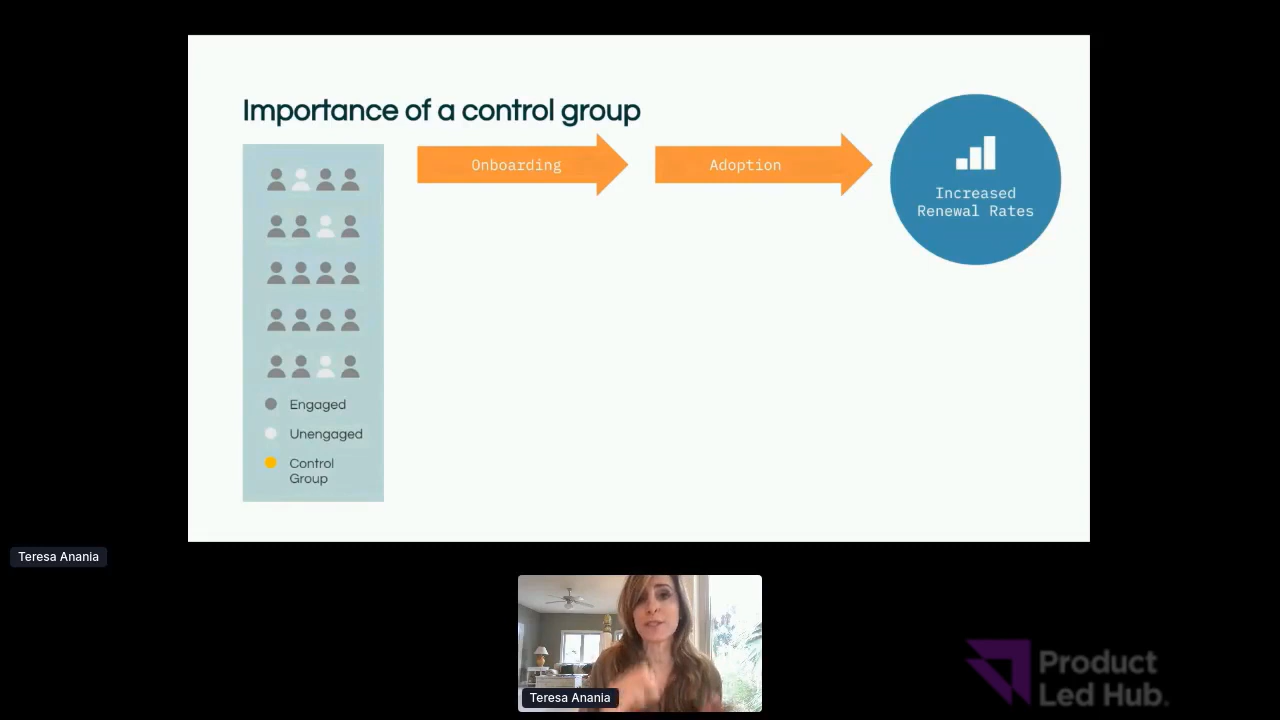 Importance of a control group
Onboarding
Adoption
Increased
Renewal Rates
Engaged
Unengaged
Control
Group
Teresa Anania
Teresa Anania
Product
Led Hub.